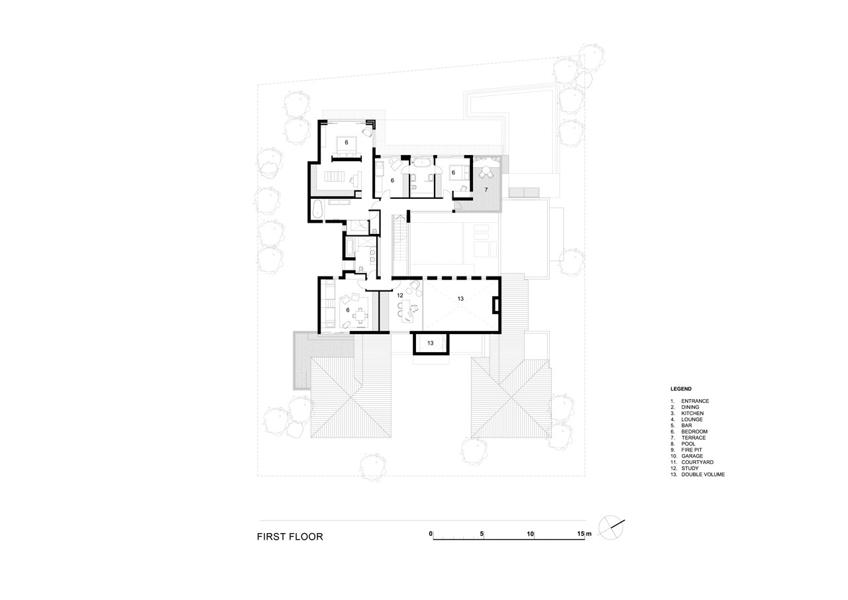 6
6
6
7
12
13
6
13
LEGEND
1. ENTRANCE
2. DINING
3. KITCHEN
4. LOUNGE
5. BAR
6. BEDROOM
7. TERRACE
8. POOL
9. FIRE PIT
10. GARAGE
11. COURTYARD
12. STUDY
13. DOUBLE VOLUME
FIRST FLOOR
0 5 10 15 m